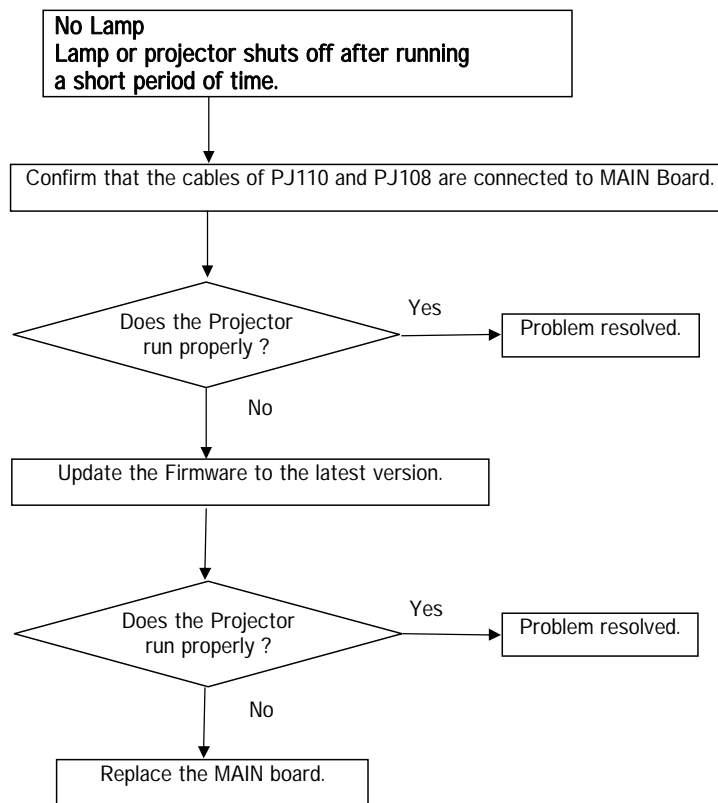 No Lamp
Lamp or projector shuts off after running
a short period of time.
Confirm that the cables of PJ110 and PJ108 are connected to MAIN Board.
Does the Projector
run properly ?
Yes
Problem resolved.
No
Update the Firmware to the latest version.
Does the Projector
run properly ?
Yes
Problem resolved.
No
Replace the MAIN board.